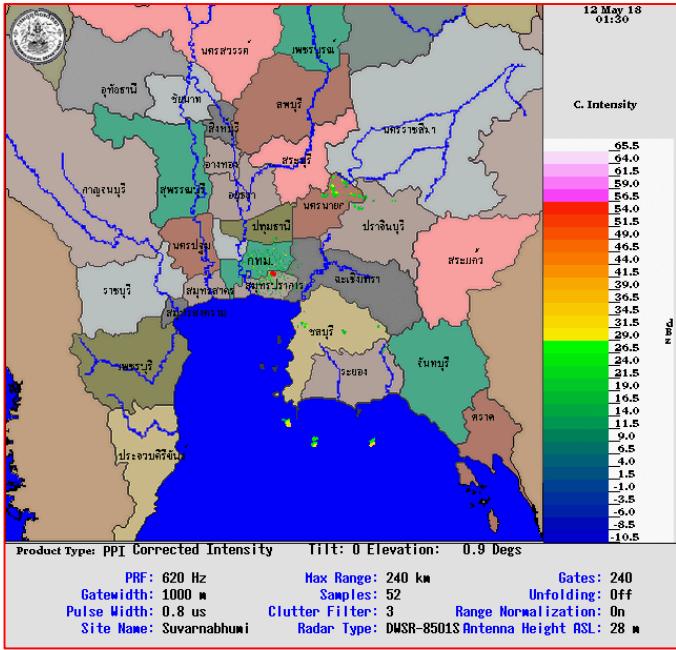 12 May 18
01:30
C. Intensity
65.5
64.0
61.5
59.0
56.5
54.0
51.5
49.0
46.5
44.0
41.5
39.0
36.5
34.0
31.5
29.0
26.5
24.0
21.5
19.0
16.5
14.0
11.5
9.0
6.5
4.0
1.5
-1.0
-3.5
-6.0
-8.5
-10.5
นครสวรรค์
เพชรบูรณ์
อุทัยธานี
ชัยนาท
ลพบุรี
นครราชสีมา
สิงห์บุรี
อ่างทอง
สระบุรี
กาญจนบุรี
สุพรรณบุรี
อยุธยา
นครนายก
ปราจีนบุรี
ปทุมธานี
นครปฐม
กทม.
สระแก้ว
ราชบุรี
สมุทรสาคร
สมุทรปราการ
ฉะเชิงเทรา
สมุทรสงคราม
ชลบุรี
เพชรบุรี
ระยอง
จันทบุรี
ตราด
ประจวบคีรีขันธ์
Product Type: PPI Corrected Intensity Tilt: 0 Elevation: 0.9 Degs
PRF: 620 Hz Max Range: 240 km Gates: 240
Gatewidth: 1000 m Samples: 52 Unfolding: Off
Pulse Width: 0.8 us Clutter Filter: 3 Range Normalization: On
Site Name: Suvarnabhumi Radar Type: DWSR-8501S Antenna Height ASL: 28 m